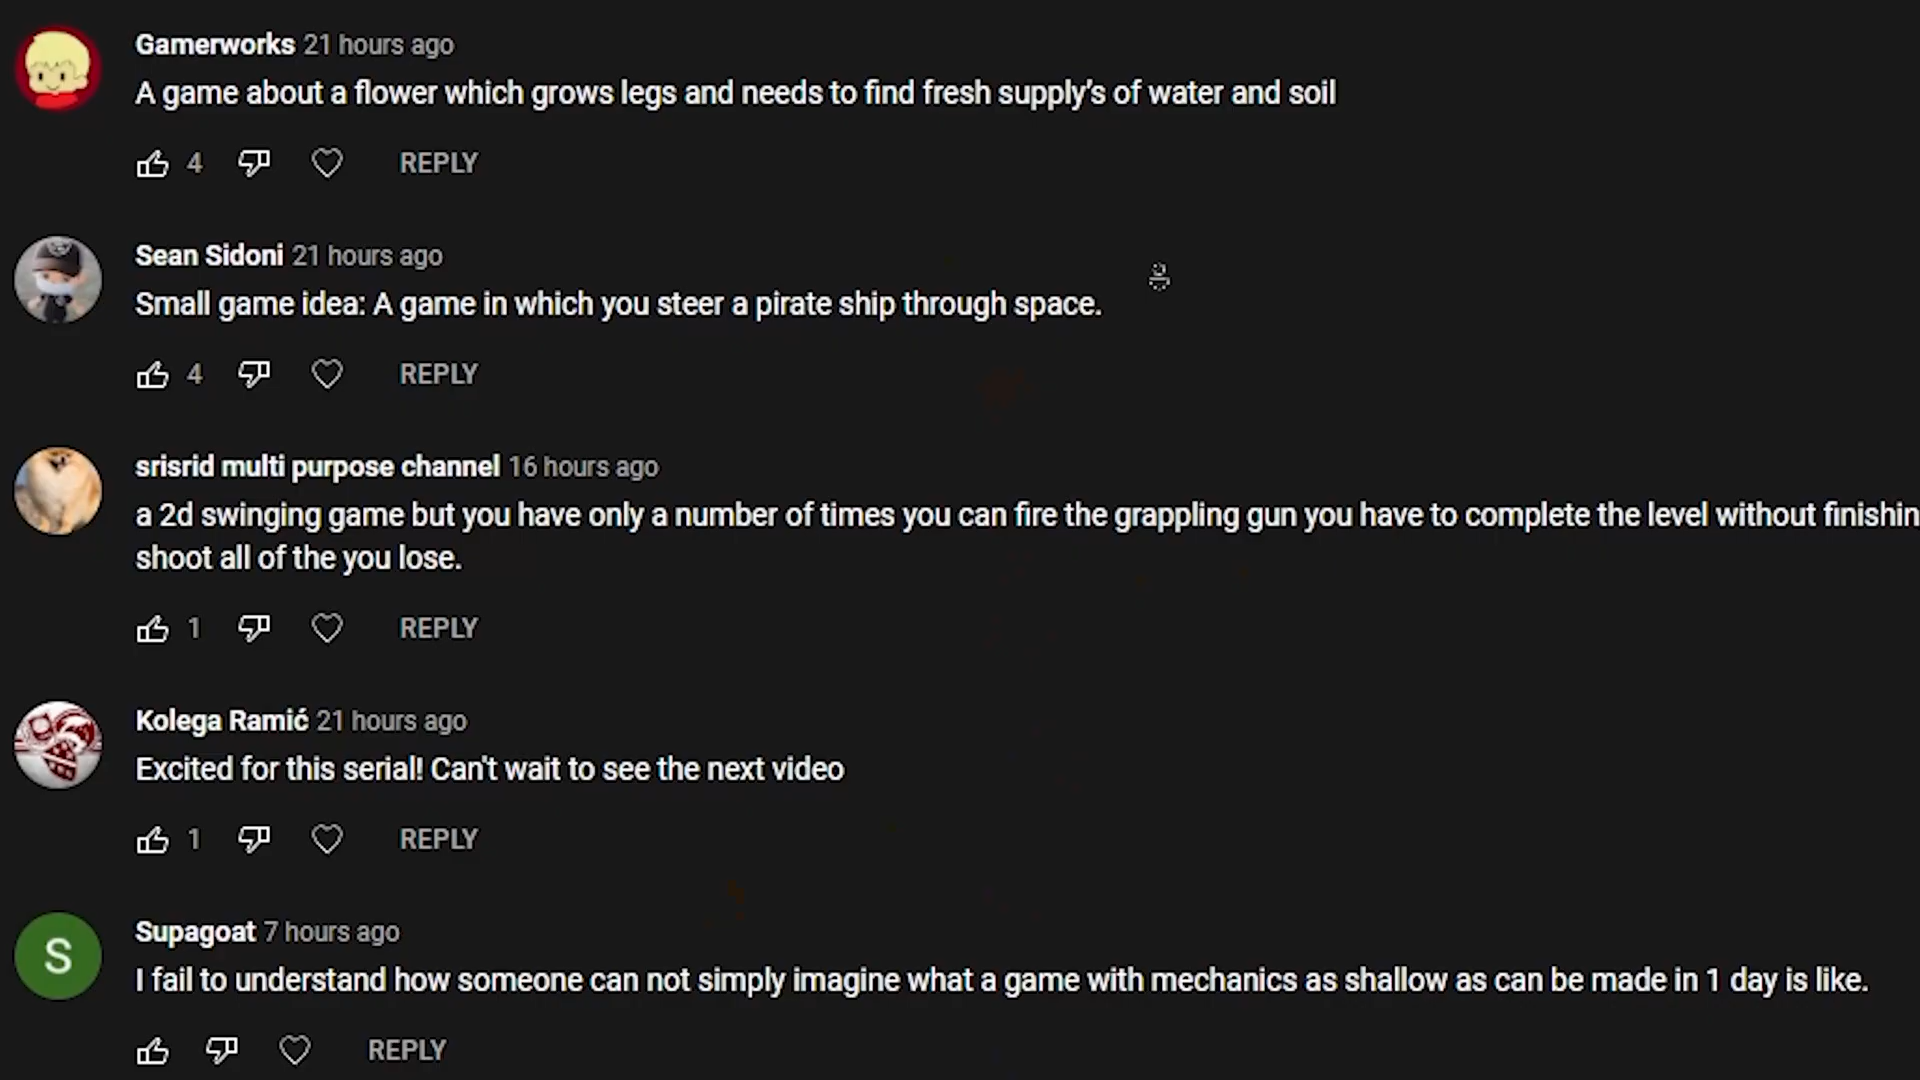 Gamerworks 21 hours ago
A game about a flower which grows legs and needs to find fresh supply's of water and soil
4 REPLY
Sean Sidoni 21 hours ago
Small game idea: A game in which you steer a pirate ship through space.
4 REPLY
srisrid multi purpose channel 16 hours ago
a 2d swinging game but you have only a number of times you can fire the grappling gun you have to complete the level without finishin
shoot all of the you lose.
1 REPLY
Kolega Ramić 21 hours ago
Excited for this serial! Can't wait to see the next video
1 REPLY
S
Supagoat 7 hours ago
I fail to understand how someone can not simply imagine what a game with mechanics as shallow as can be made in 1 day is like.
REPLY